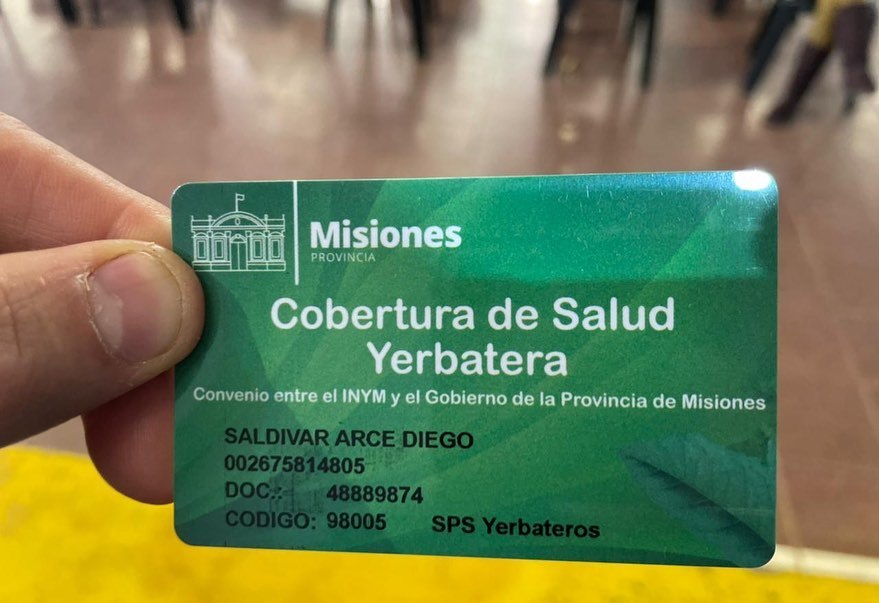 Misiones
PROVINCIA
Cobertura de Salud
Yerbatera
Convenio entre el INYM y el Gobierno de la Provincia de Misiones
SALDIVAR ARCE DIEGO
002675814805
DOC.: 48889874
CODIGO: 98005 SPS Yerbateros